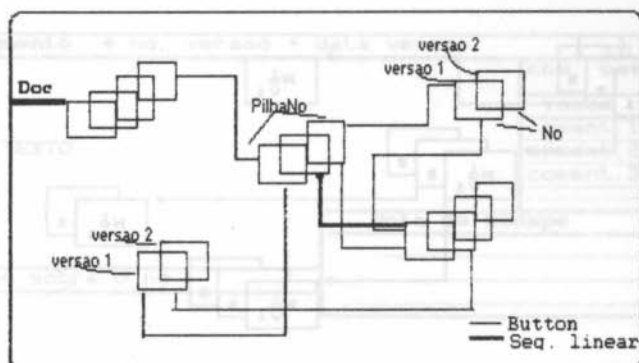 versao 2
versao 1
Doc
PilhaNo
No
versao 2
versao 1
Button
Seq. linear